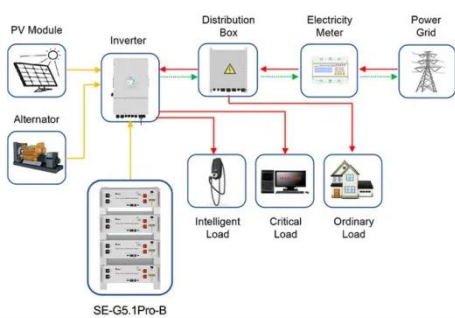 PV Module
Inverter
Distribution
Box
Electricity
Meter
Power
Grid
Alternator
Intelligent
Load
Critical
Load
Ordinary
Load
SE-G5.1Pro-B